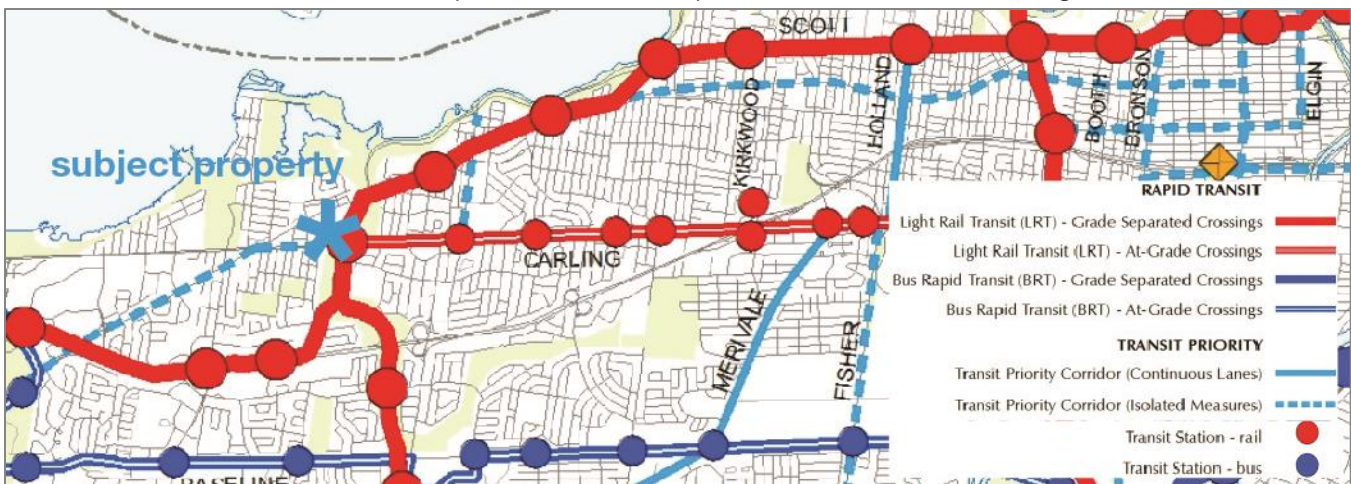 SCOTT
KIRKWOOD
HOLLAND
BOOTH
BRONSON
ELGIN
subject property
CARLING
MERIVALE
FISHER
BASELINE
RAPID TRANSIT
Light Rail Transit (LRT) - Grade Separated Crossings
Light Rail Transit (LRT) - At-Grade Crossings
Bus Rapid Transit (BRT) - Grade Separated Crossings
Bus Rapid Transit (BRT) - At-Grade Crossings
TRANSIT PRIORITY
Transit Priority Corridor (Continuous Lanes)
Transit Priority Corridor (Isolated Measures)
Transit Station - rail
Transit Station - bus